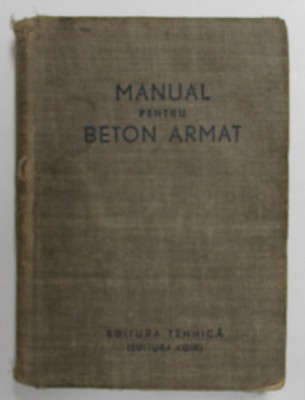 MANUAL
PENTRU
BETON ARMAT
EDITURA TEHNICĂ
(EDITURA AGIR)